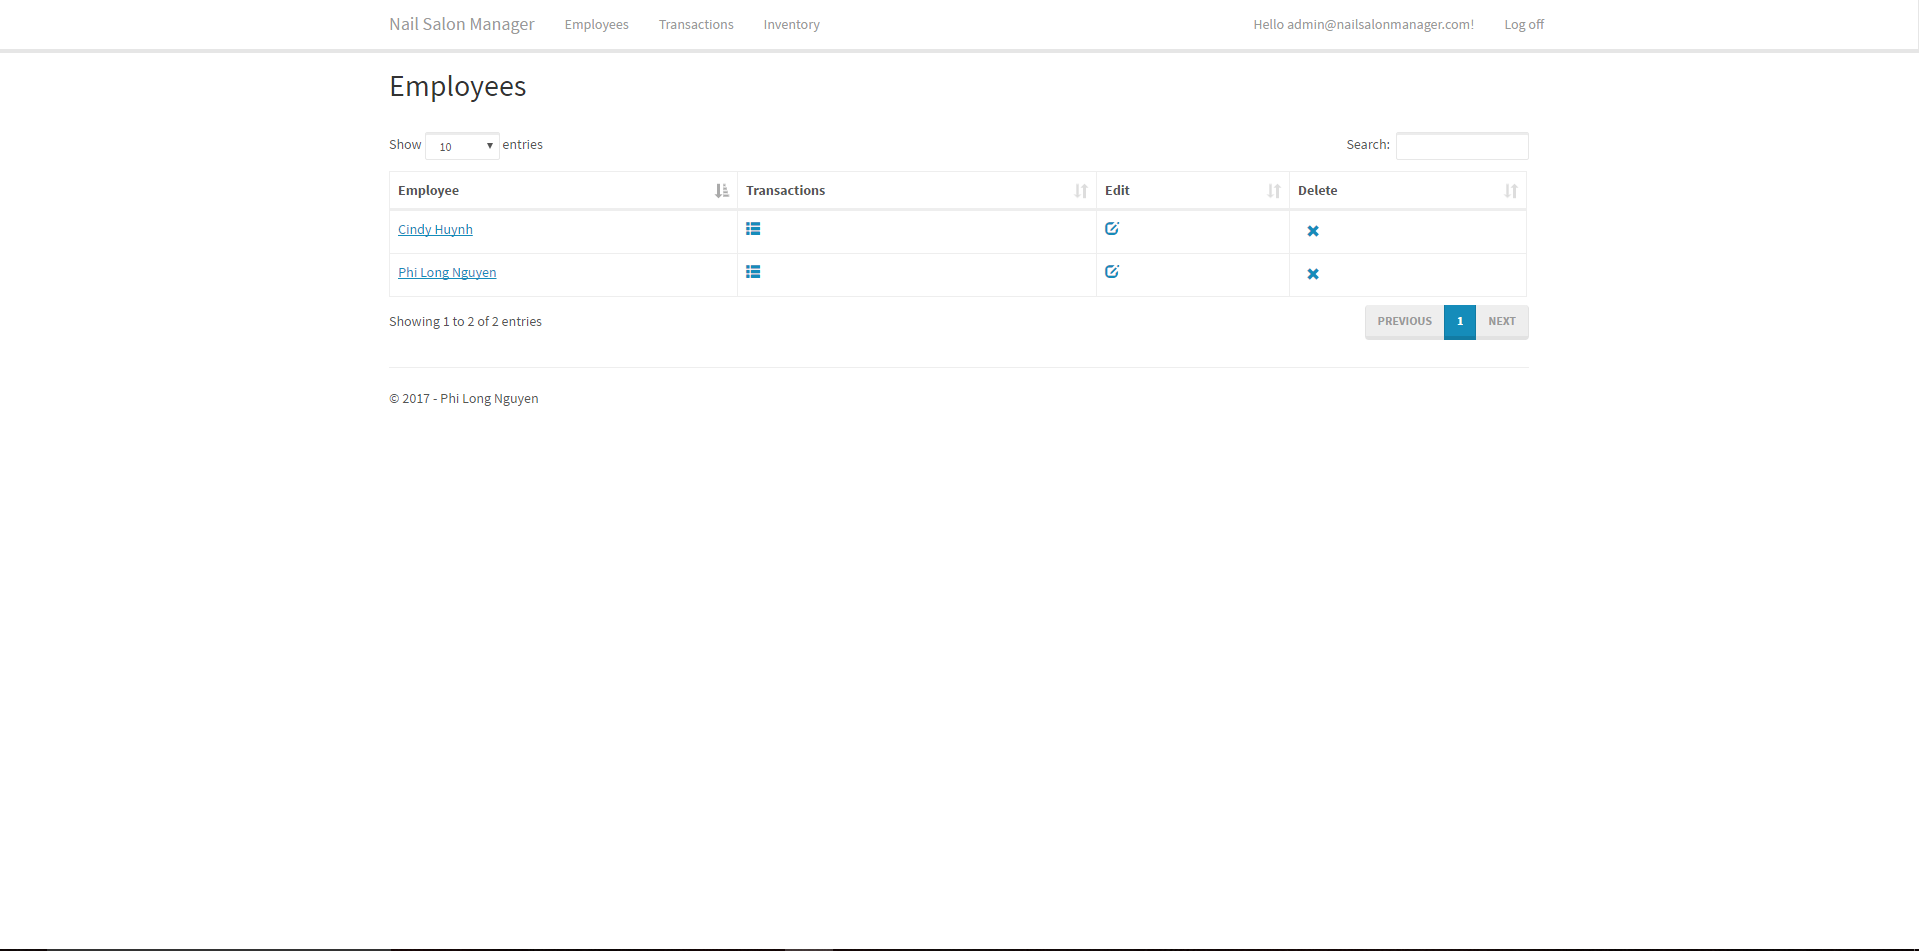 Nail Salon Manager Employees Transactions Inventory Hello admin@nailsalonmanager.com! Log off
Employees
Show 10 entries Search:
Employee Transactions Edit Delete
Cindy Huynh
Phi Long Nguyen
Showing 1 to 2 of 2 entries PREVIOUS 1 NEXT
© 2017 - Phi Long Nguyen